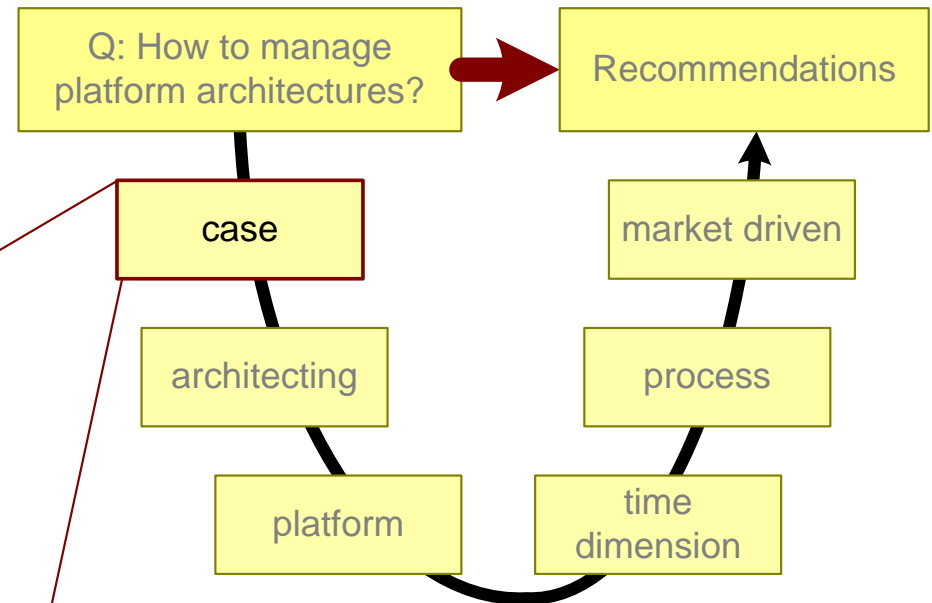 Q: How to manage
platform architectures?
Recommendations
case
market driven
architecting
process
platform
time
dimension